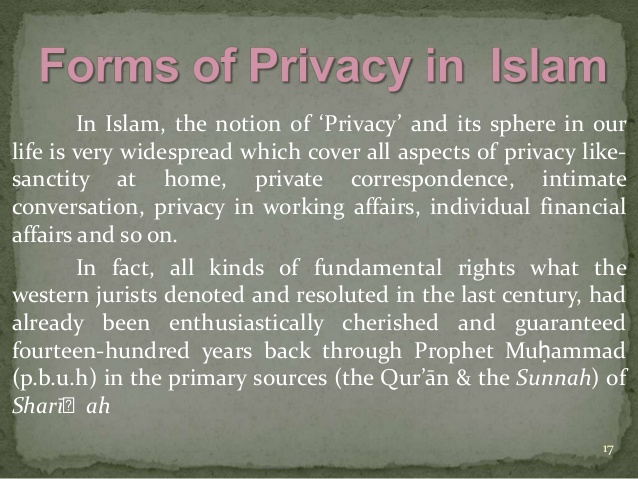 Forms of Privacy in Islam
In Islam, the notion of ‘Privacy’ and its sphere in our
life is very widespread which cover all aspects of privacy like-
sanctity at home, private correspondence, intimate
conversation, privacy in working affairs, individual financial
affairs and so on.
In fact, all kinds of fundamental rights what the
western jurists denoted and resoluted in the last century, had
already been enthusiastically cherished and guaranteed
fourteen-hundred years back through Prophet Muḥammad
(p.b.u.h) in the primary sources (the Qur’ān & the Sunnah) of
Sharī⍰ ah
17